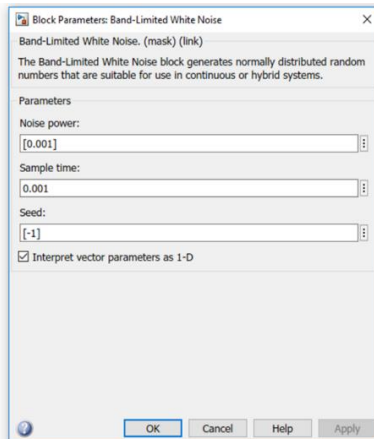 Block Parameters: Band-Limited White Noise
Band-Limited White Noise. (mask) (link)
The Band-Limited White Noise block generates normally distributed random
numbers that are suitable for use in continuous or hybrid systems.
Parameters
Noise power:
[0.001]
Sample time:
0.001
Seed:
[-1]
Interpret vector parameters as 1-D
OK Cancel Help Apply